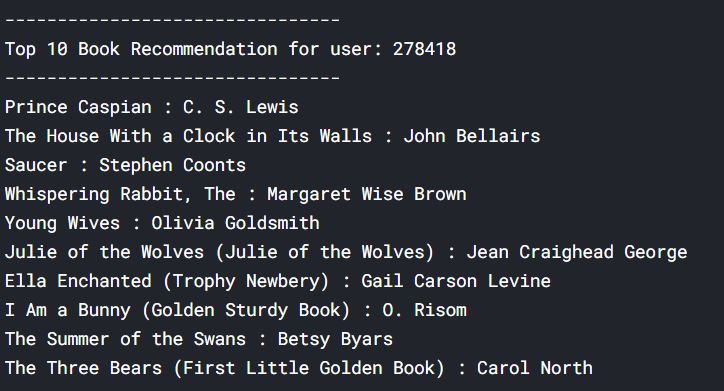 --------------------------------
Top 10 Book Recommendation for user: 278418
--------------------------------
Prince Caspian : C. S. Lewis
The House With a Clock in Its Walls : John Bellairs
Saucer : Stephen Coonts
Whispering Rabbit, The : Margaret Wise Brown
Young Wives : Olivia Goldsmith
Julie of the Wolves (Julie of the Wolves) : Jean Craighead George
Ella Enchanted (Trophy Newbery) : Gail Carson Levine
I Am a Bunny (Golden Sturdy Book) : O. Risom
The Summer of the Swans : Betsy Byars
The Three Bears (First Little Golden Book) : Carol North